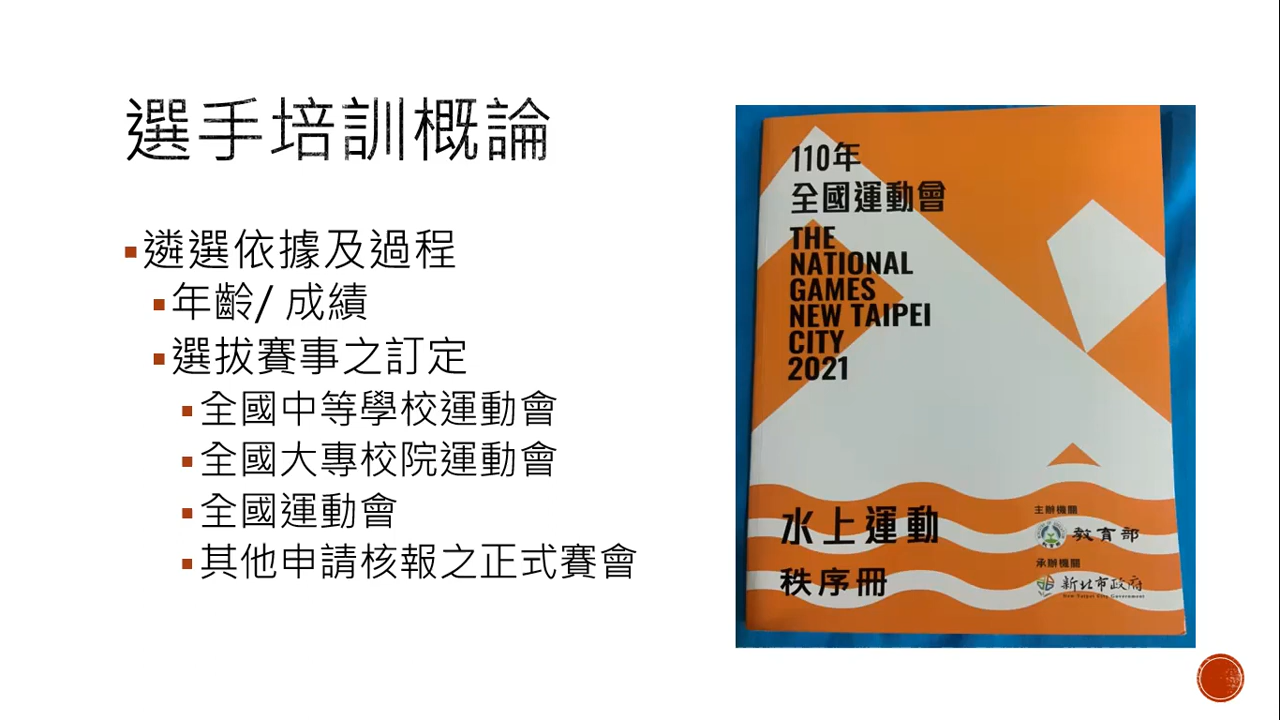 選手培訓概論
遴選依據及過程
年齡/ 成績
選拔賽事之訂定
全國中等學校運動會
全國大專校院運動會
全國運動會
其他申請核報之正式賽會
110年
全國運動會
THE
NATIONAL
GAMES
NEW TAIPEI
CITY
2021
水上運動
秩序冊
主辦機關
教育部
承辦機關
新北市政府
New Taipei City Government